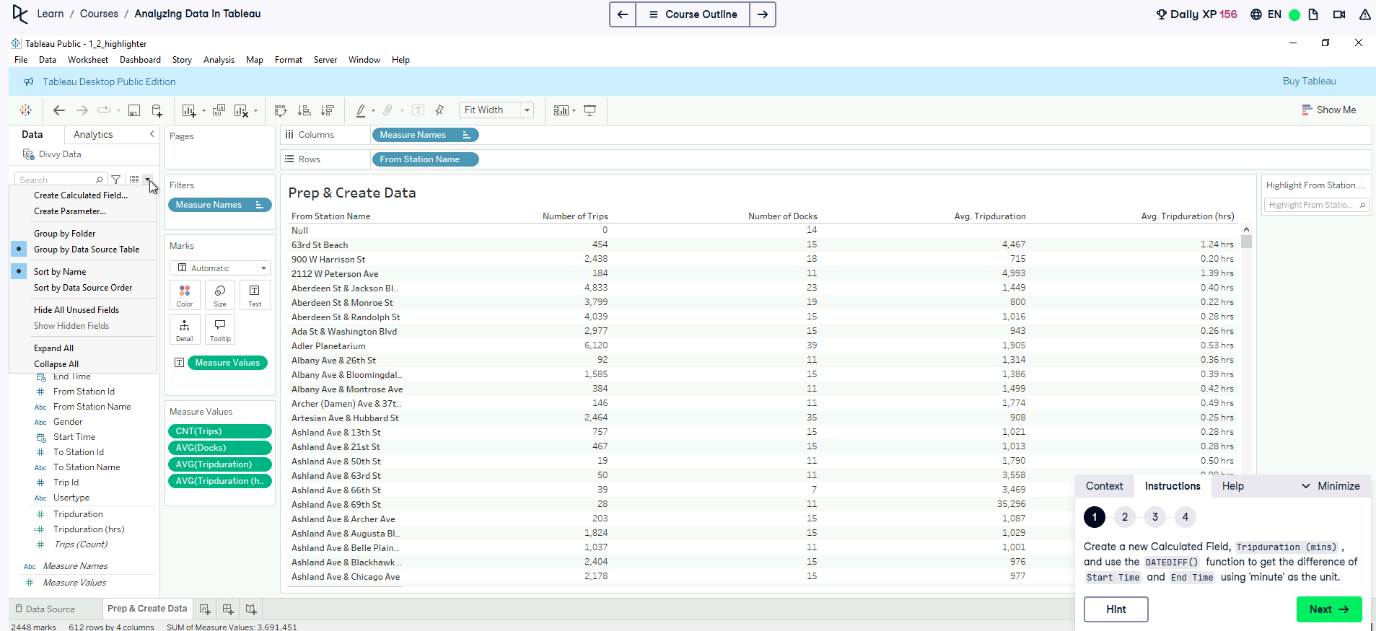 Learn / Courses / Analyzing Data in Tableau
Course Outline
Daily XP 156
EN
Tableau Public - 1_2_highlighter
File Data Worksheet Dashboard Story Analysis Map Format Server Window Help
Tableau Desktop Public Edition
Buy Tableau
Fit Width
Show Me
Data Analytics
Divvy Data
Search
Create Calculated Field...
Create Parameter...
Group by Folder
Group by Data Source Table
Sort by Name
Sort by Data Source Order
Hide All Unused Fields
Show Hidden Fields
Expand All
Collapse All
End Time
# From Station Id
Abc From Station Name
Abc Gender
Start Time
# To Station Id
Abc To Station Name
# Trip Id
Abc Usertype
# Tripduration
=# Tripduration (hrs)
# Trips (Count)
Abc Measure Names
# Measure Values
Pages
Filters
Measure Names
Marks
Automatic
Color Size Text
Detail Tooltip
Measure Values
Measure Values
CNT(Trips)
AVG(Docks)
AVG(Tripduration)
AVG(Tripduration (h..
Columns Measure Names
Rows From Station Name
Prep & Create Data
From Station Name Number of Trips Number of Docks Avg. Tripduration Avg. Tripduration (hrs)
Null 0 14
63rd St Beach 454 15 4,467 1.24 hrs
900 W Harrison St 2,438 18 715 0.20 hrs
2112 W Peterson Ave 184 11 4,993 1.39 hrs
Aberdeen St & Jackson Bl.. 4,833 23 1,449 0.40 hrs
Aberdeen St & Monroe St 3,799 19 800 0.22 hrs
Aberdeen St & Randolph St 4,039 15 1,016 0.28 hrs
Ada St & Washington Blvd 2,977 15 943 0.26 hrs
Adler Planetarium 6,120 39 1,905 0.53 hrs
Albany Ave & 26th St 92 11 1,314 0.36 hrs
Albany Ave & Bloomingdal.. 1,585 15 1,386 0.39 hrs
Albany Ave & Montrose Ave 384 11 1,499 0.42 hrs
Archer (Damen) Ave & 37t.. 146 11 1,774 0.49 hrs
Artesian Ave & Hubbard St 2,464 35 908 0.25 hrs
Ashland Ave & 13th St 757 15 1,021 0.28 hrs
Ashland Ave & 21st St 467 15 1,013 0.28 hrs
Ashland Ave & 50th St 19 11 1,790 0.50 hrs
Ashland Ave & 63rd St 50 11 3,558
Ashland Ave & 66th St 39 7 3,469
Ashland Ave & 69th St 28 11 35,296
Ashland Ave & Archer Ave 203 15 1,087
Ashland Ave & Augusta Bl.. 1,824 15 1,029
Ashland Ave & Belle Plain.. 1,037 11 1,001
Ashland Ave & Blackhawk .. 2,404 15 976
Ashland Ave & Chicago Ave 2,178 15 977
Highlight From Station ...
Highlight From Statio...
Context Instructions Help Minimize
1 2 3 4
Create a new Calculated Field, Tripduration (mins) ,
and use the DATEDIFF() function to get the difference of
Start Time and End Time using 'minute' as the unit.
Hint Next
Data Source Prep & Create Data
2448 marks 612 rows by 4 columns SUM of Measure Values: 3,691,451